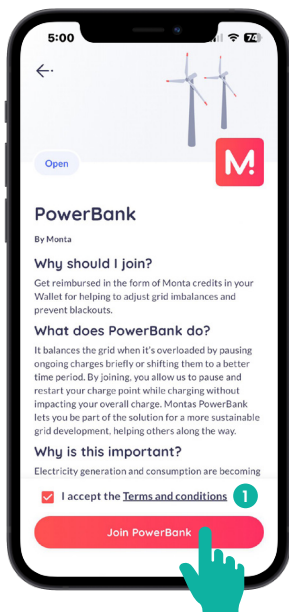 5:00
74
Open
M!
PowerBank
By Monta
Why should I join?
Get reimbursed in the form of Monta credits in your
Wallet for helping to adjust grid imbalances and
prevent blackouts.
What does PowerBank do?
It balances the grid when it's overloaded by pausing
ongoing charges briefly or shifting them to a better
time period. By joining, you allow us to pause and
restart your charge point while charging without
impacting your overall charge. Montas PowerBank
lets you be part of the solution for a more sustainable
grid development, helping others along the way.
Why is this important?
Electricity generation and consumption are becoming
I accept the Terms and conditions 1
Join PowerBank